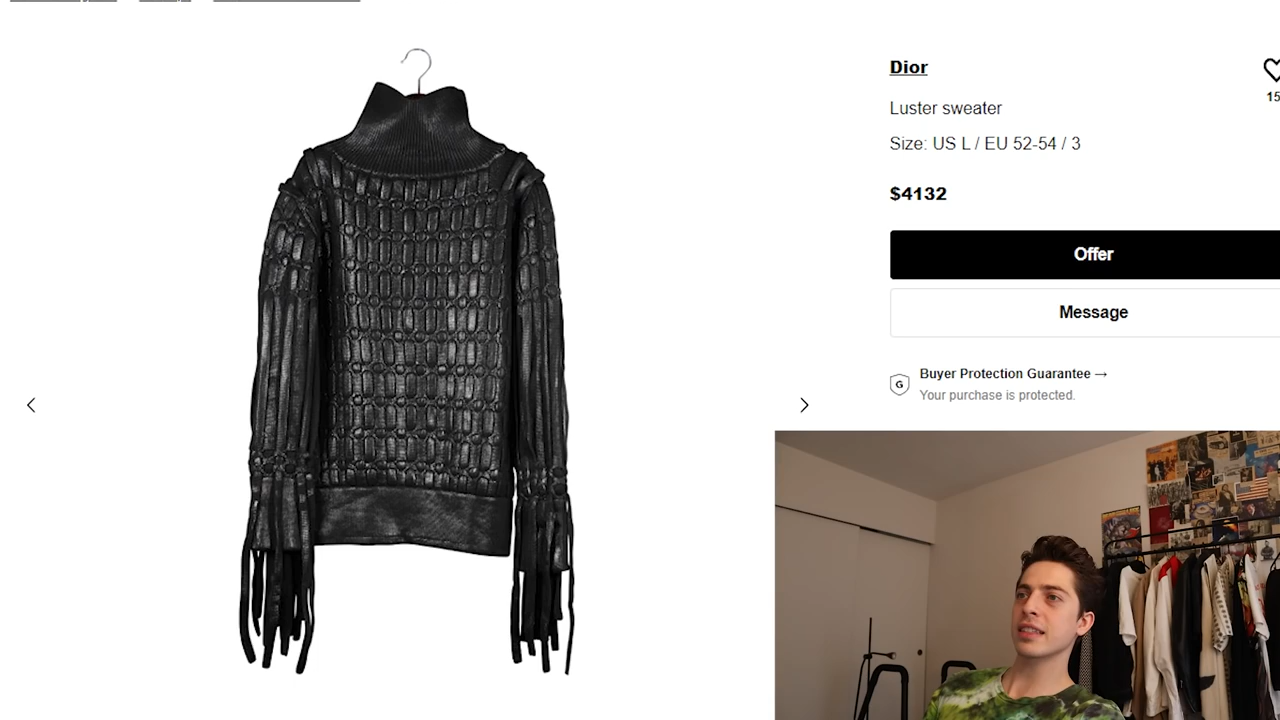 Dior
15
Luster sweater
Size: US L / EU 52-54 / 3
$4132
Offer
Message
G
Buyer Protection Guarantee →
Your purchase is protected.